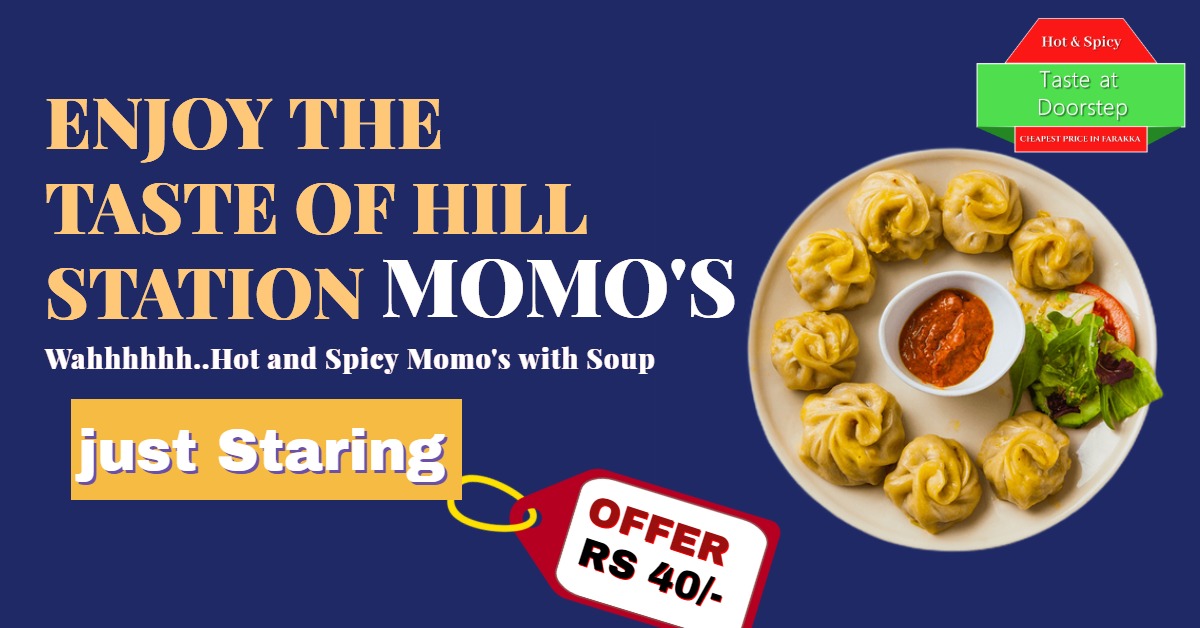 ENJOY THE
TASTE OF HILL
STATION MOMO'S
Wahhhhhh..Hot and Spicy Momo's with Soup
just Staring
OFFER
RS 40/-
Hot & Spicy
Taste at
Doorstep
CHEAPEST PRICE IN FARAKKA